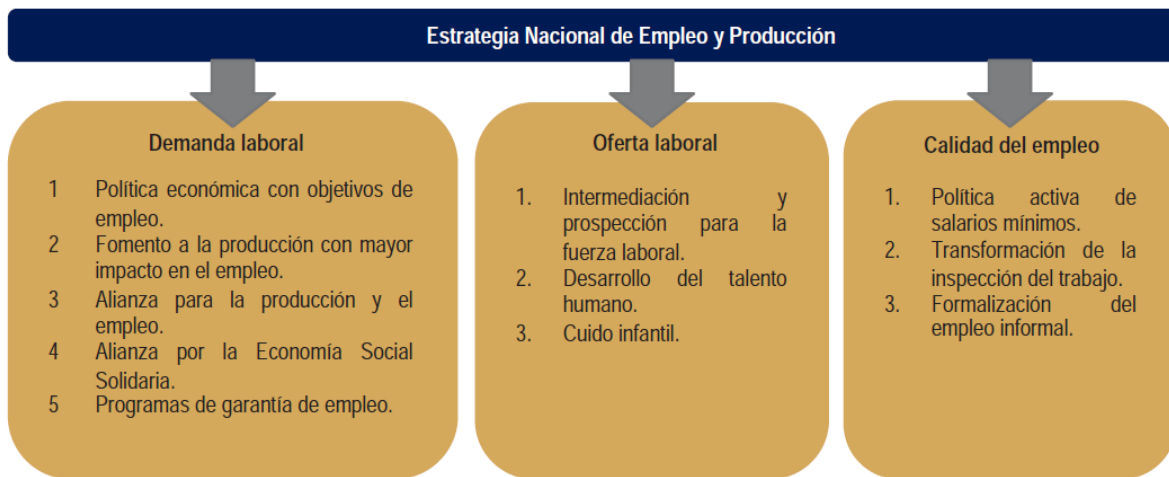 Estrategia Nacional de Empleo y Producción
Demanda laboral
1 Política económica con objetivos de
empleo.
2 Fomento a la producción con mayor
impacto en el empleo.
3 Alianza para la producción y el
empleo.
4 Alianza por la Economía Social
Solidaria.
5 Programas de garantía de empleo.
Oferta laboral
1. Intermediación y
prospección para la
fuerza laboral.
2. Desarrollo del talento
humano.
3. Cuido infantil.
Calidad del empleo
1. Política activa de
salarios mínimos.
2. Transformación de la
inspección del trabajo.
3. Formalización del
empleo informal.